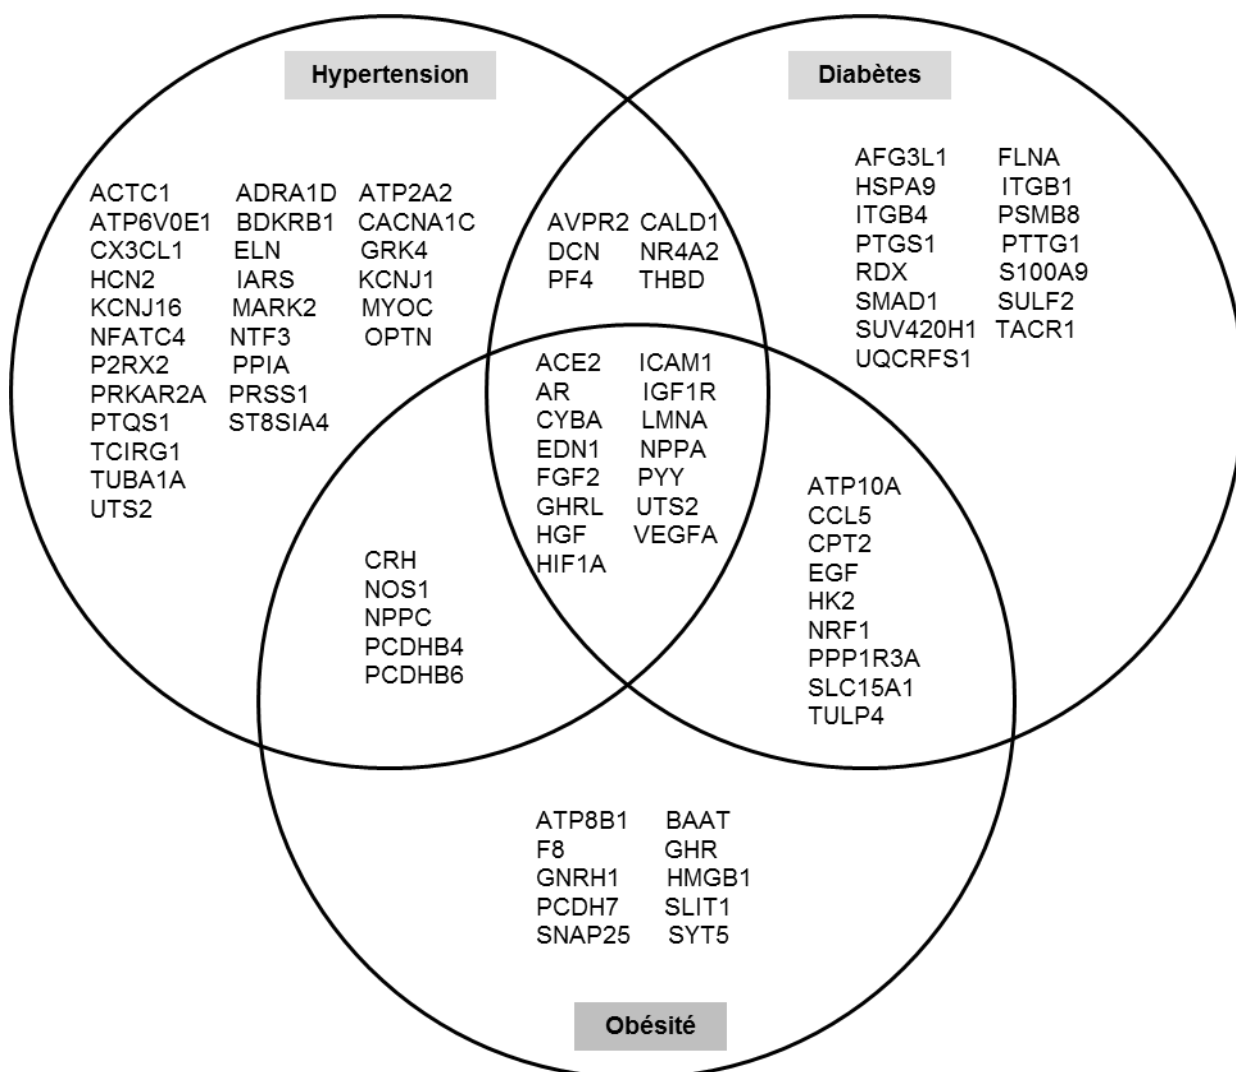 Hypertension
Diabètes
ACTC1 ADRA1D ATP2A2
ATP6V0E1 BDKRB1 CACNA1C
CX3CL1 ELN GRK4
HCN2 IARS KCNJ1
KCNJ16 MARK2 MYOC
NFATC4 NTF3 OPTN
P2RX2 PPIA
PRKAR2A PRSS1
PTQS1 ST8SIA4
TCIRG1
TUBA1A
UTS2
AVPR2 CALD1
DCN NR4A2
PF4 THBD
AFG3L1 FLNA
HSPA9 ITGB1
ITGB4 PSMB8
PTGS1 PTTG1
RDX S100A9
SMAD1 SULF2
SUV420H1 TACR1
UQCRFS1
ACE2 ICAM1
AR IGF1R
CYBA LMNA
EDN1 NPPA
FGF2 PYY
GHRL UTS2
HGF VEGFA
HIF1A
CRH
NOS1
NPPC
PCDHB4
PCDHB6
ATP10A
CCL5
CPT2
EGF
HK2
NRF1
PPP1R3A
SLC15A1
TULP4
ATP8B1 BAAT
F8 GHR
GNRH1 HMGB1
PCDH7 SLIT1
SNAP25 SYT5
Obésité